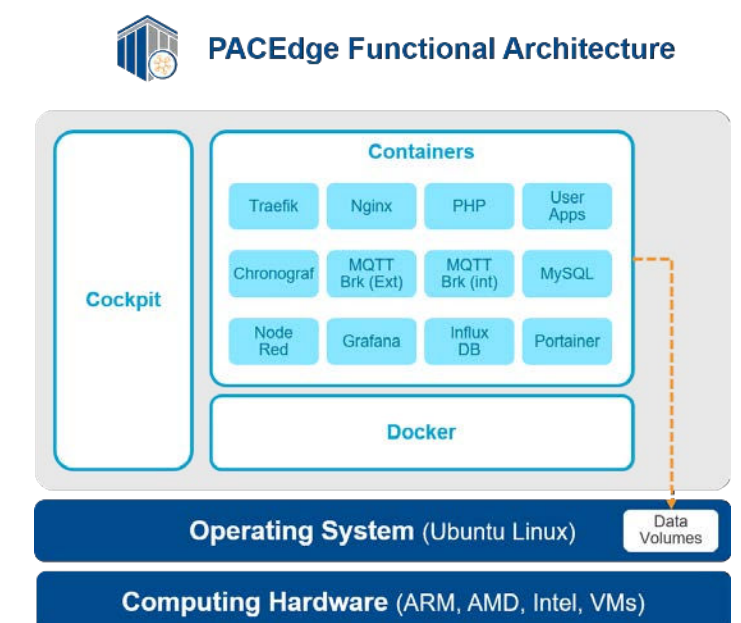 PACEdge Functional Architecture
Containers
Traefik
Nginx
PHP
User
Apps
Chronograf
MQTT
Brk (Ext)
MQTT
Brk (int)
MySQL
Cockpit
Node
Red
Grafana
Influx
DB
Portainer
Docker
Operating System (Ubuntu Linux)
Data
Volumes
Computing Hardware (ARM, AMD, Intel, VMs)